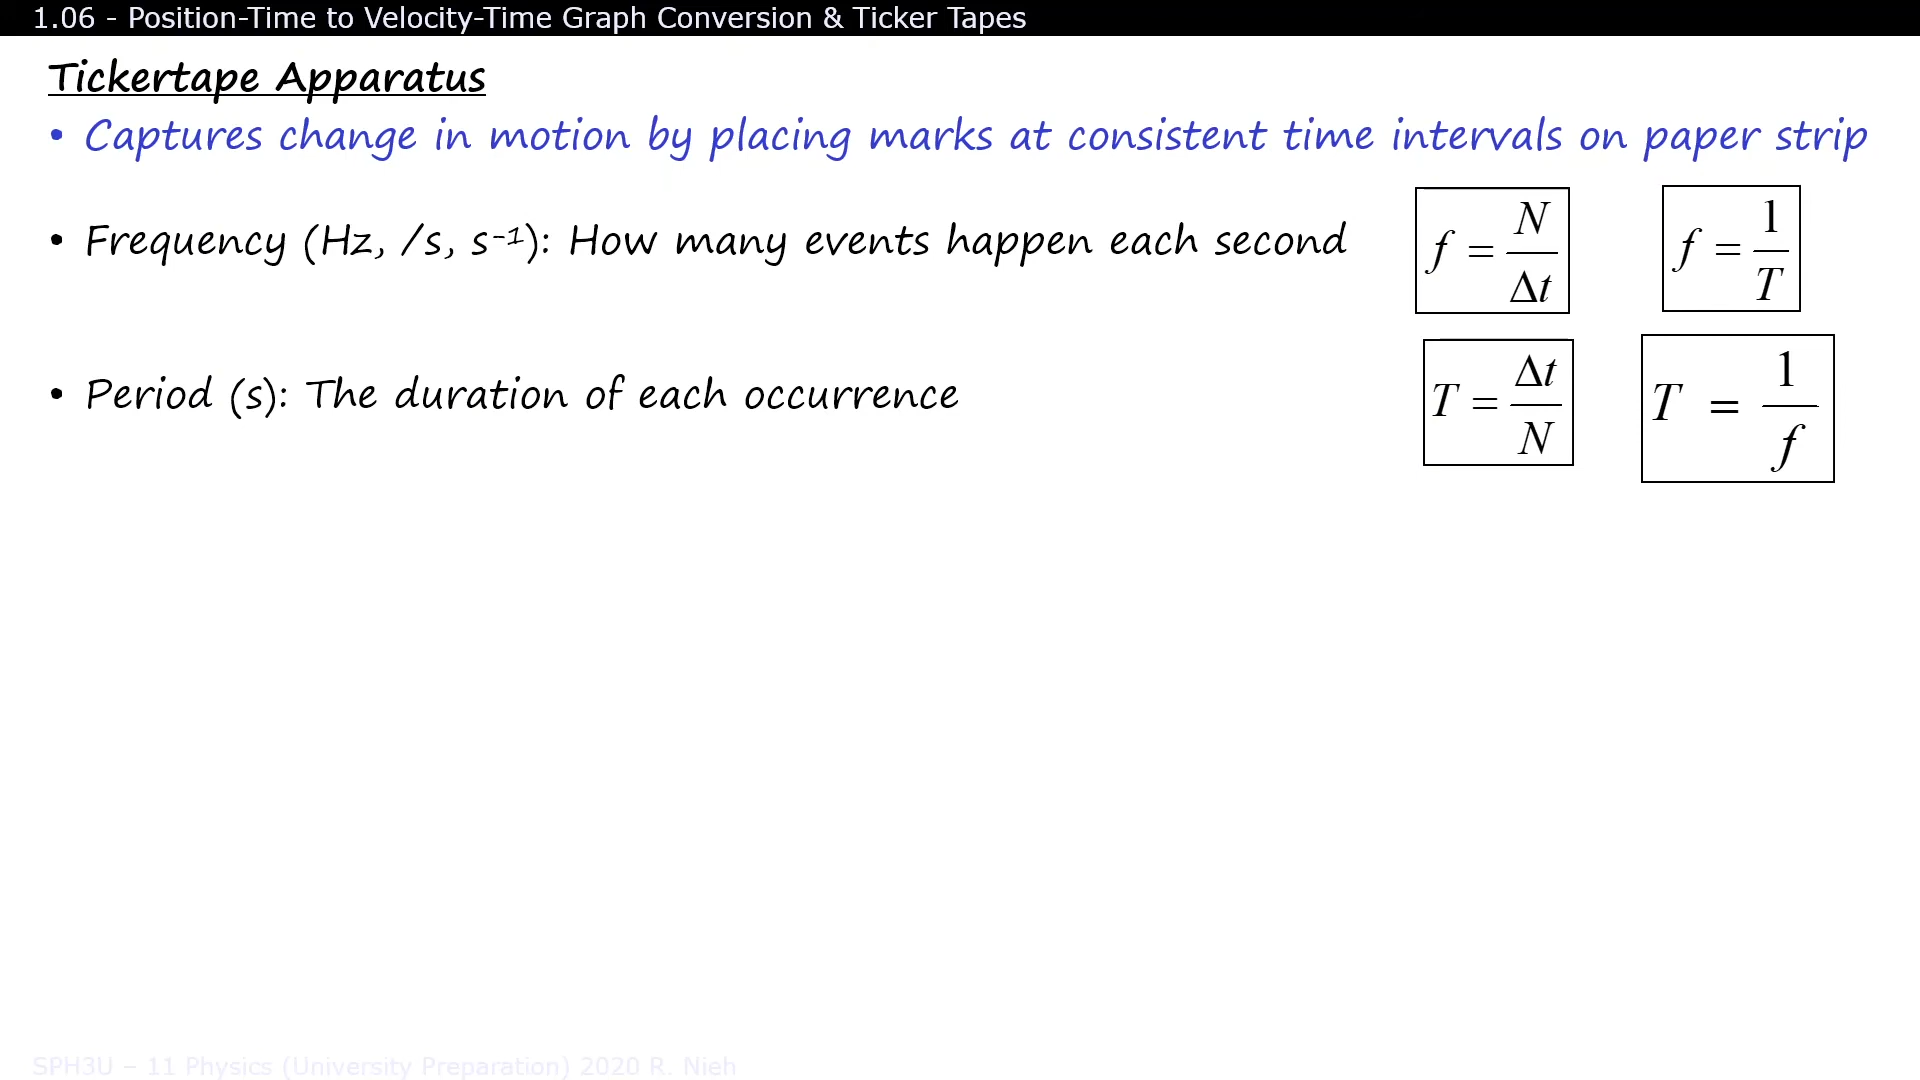 1.06 - Position-Time to Velocity-Time Graph Conversion & Ticker Tapes
Tickertape Apparatus
• Captures change in motion by placing marks at consistent time intervals on paper strip
• Frequency (Hz, /s, s⁻¹): How many events happen each second
f = N / Δt
f = 1 / T
• Period (s): The duration of each occurrence
T = Δt / N
T = 1 / f
SPH3U – 11 Physics (University Preparation) 2020 R. Nieh